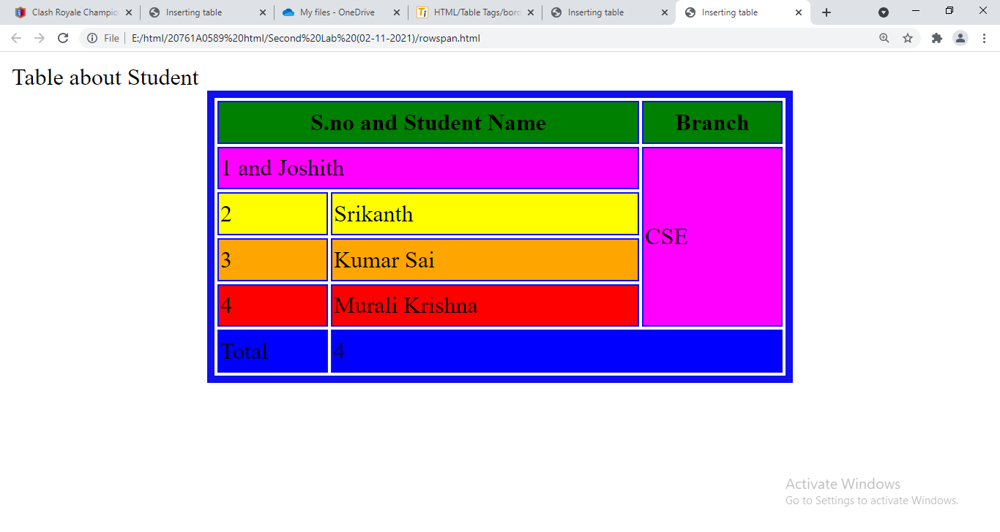 Clash Royale Champio
Inserting table
My files - OneDrive
HTML/Table Tags/bord
Inserting table
Inserting table
File
E:/html/20761A0589%20html/Second%20Lab%20(02-11-2021)/rowspan.html
Table about Student
S.no and Student Name Branch
1 and Joshith
2 Srikanth
CSE
3 Kumar Sai
4 Murali Krishna
Total 4
Activate Windows
Go to Settings to activate Windows.